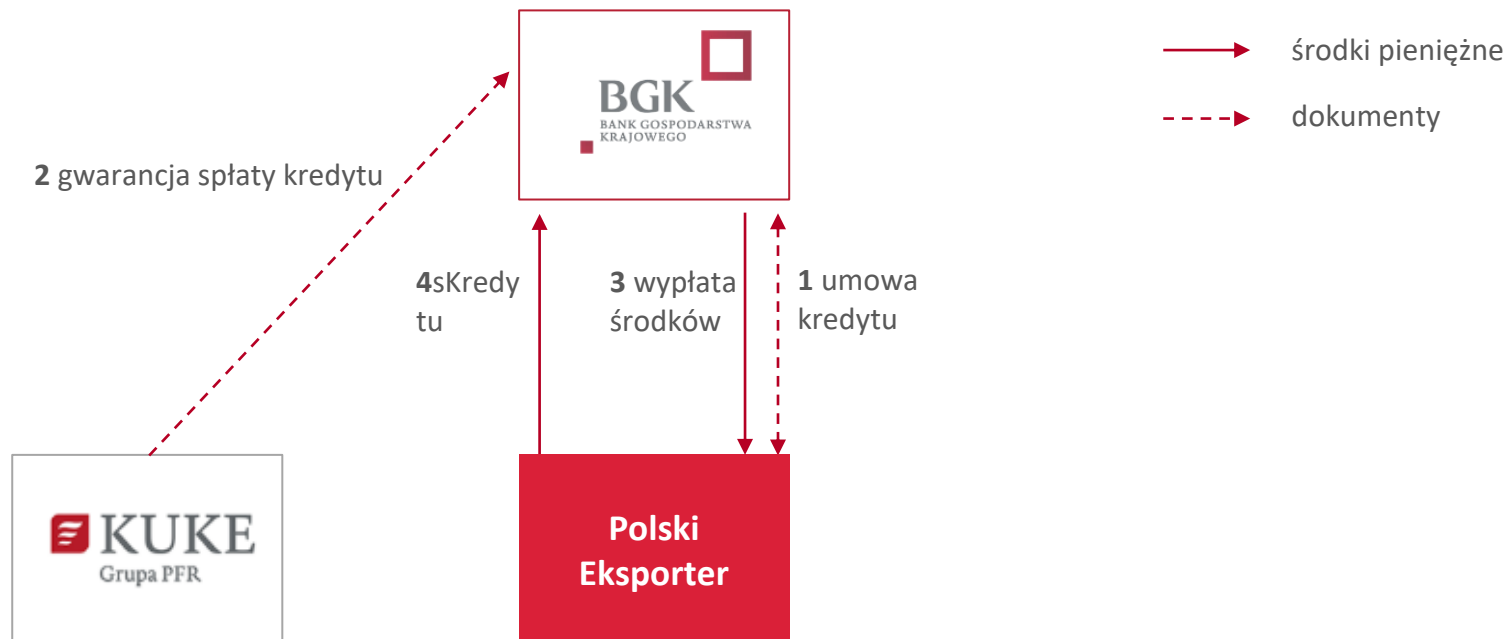 BGK
BANK GOSPODARSTWA
KRAJOWEGO
środki pieniężne
dokumenty
2 gwarancja spłaty kredytu
4sKredy
tu
3 wypłata
środków
1 umowa
kredytu
KUKE
Grupa PFR
Polski
Eksporter